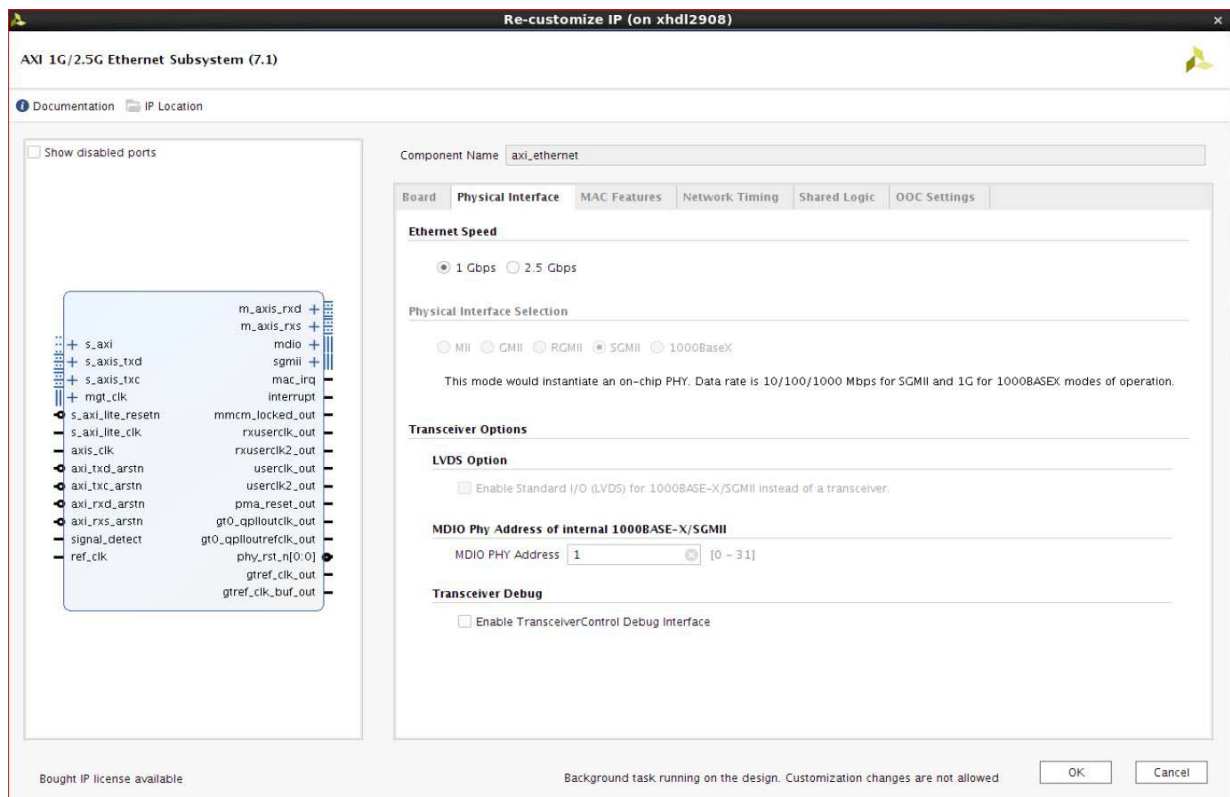 Re-customize IP (on xhdl2908)
AXI 1G/2.5G Ethernet Subsystem (7.1)
Documentation IP Location
Show disabled ports
s_axi
s_axis_txd
s_axis_txc
mgt_clk
s_axi_lite_resetn
s_axi_lite_clk
axis_clk
axi_txd_arstn
axi_txc_arstn
axi_rxd_arstn
axi_rxs_arstn
signal_detect
ref_clk
m_axis_rxd
m_axis_rxs
mdio
sgmii
mac_irq
interrupt
mmcm_locked_out
rxuserclk_out
rxuserclk2_out
userclk_out
userclk2_out
pma_reset_out
gt0_qplloutclk_out
gt0_qplloutrefclk_out
phy_rst_n[0:0]
gtref_clk_out
gtref_clk_buf_out
Component Name axi_ethernet
Board Physical Interface MAC Features Network Timing Shared Logic OOC Settings
Ethernet Speed
1 Gbps 2.5 Gbps
Physical Interface Selection
MII GMII RGMII SGMII 1000BaseX
This mode would instantiate an on-chip PHY. Data rate is 10/100/1000 Mbps for SGMII and 1G for 1000BASEX modes of operation.
Transceiver Options
LVDS Option
Enable Standard I/O (LVDS) for 1000BASE-X/SGMII instead of a transceiver.
MDIO Phy Address of internal 1000BASE-X/SGMII
MDIO PHY Address 1 [0 - 31]
Transceiver Debug
Enable TransceiverControl Debug Interface
Bought IP license available
Background task running on the design. Customization changes are not allowed
OK Cancel